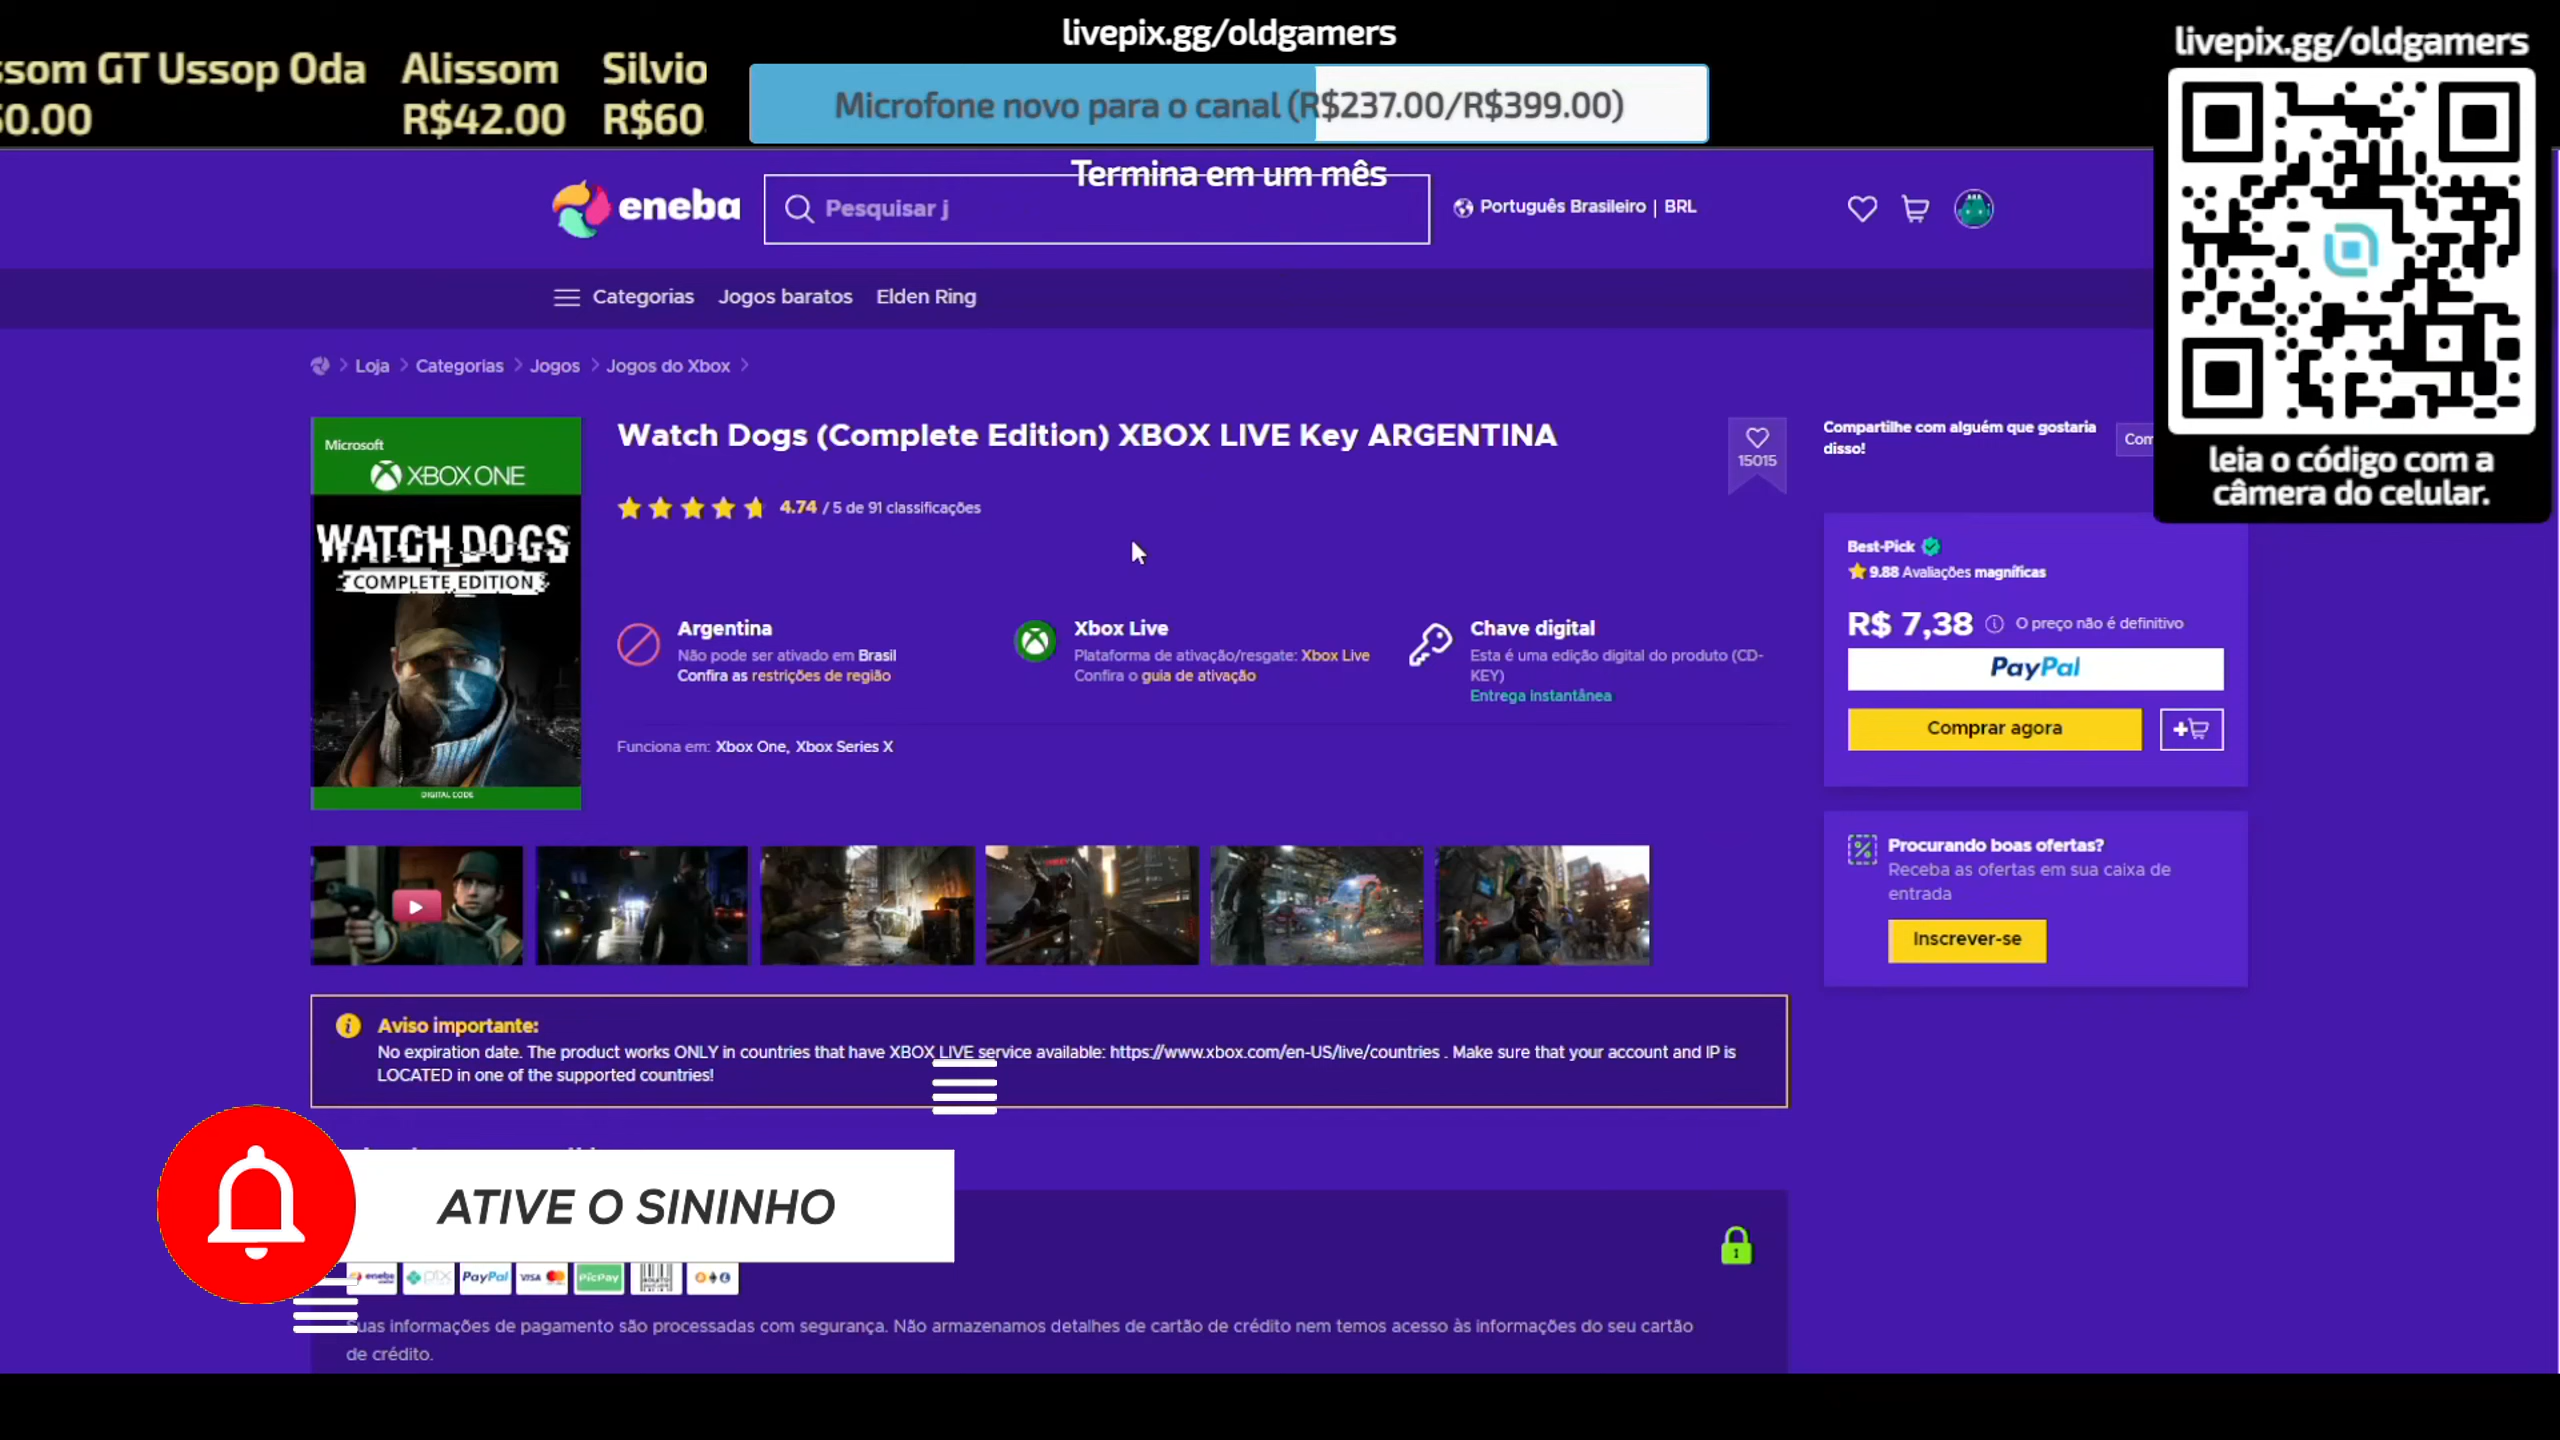 livepix.gg/oldgamers
livepix.gg/oldgamers
ssom GT Ussop Oda Alissom Silvio
0.00 R$42.00 R$60
Microfone novo para o canal (R$237.00/R$399.00)
Termina em um mês
eneba
Pesquisar j
Português Brasileiro | BRL
Categorias Jogos baratos Elden Ring
leia o código com a
câmera do celular.
Loja > Categorias > Jogos > Jogos do Xbox >
Microsoft
XBOX ONE
WATCH DOGS
COMPLETE EDITION
DIGITAL CODE
Watch Dogs (Complete Edition) XBOX LIVE Key ARGENTINA
15015
4.74 / 5 de 91 classificações
Compartilhe com alguém que gostaria
disso!
Com
Argentina
Não pode ser ativado em Brasil
Confira as restrições de região
Xbox Live
Plataforma de ativação/resgate: Xbox Live
Confira o guia de ativação
Chave digital
Esta é uma edição digital do produto (CD-
KEY)
Entrega instantânea
Funciona em: Xbox One, Xbox Series X
Best-Pick
9.88 Avaliações magníficas
R$ 7,38 O preço não é definitivo
PayPal
Comprar agora
Procurando boas ofertas?
Receba as ofertas em sua caixa de
entrada
Inscrever-se
Aviso importante:
No expiration date. The product works ONLY in countries that have XBOX LIVE service available: https://www.xbox.com/en-US/live/countries . Make sure that your account and IP is
LOCATED in one of the supported countries!
ATIVE O SININHO
1
eneba pix PayPal VISA PicPay BOLETO
Suas informações de pagamento são processadas com segurança. Não armazenamos detalhes de cartão de crédito nem temos acesso às informações do seu cartão
de crédito.